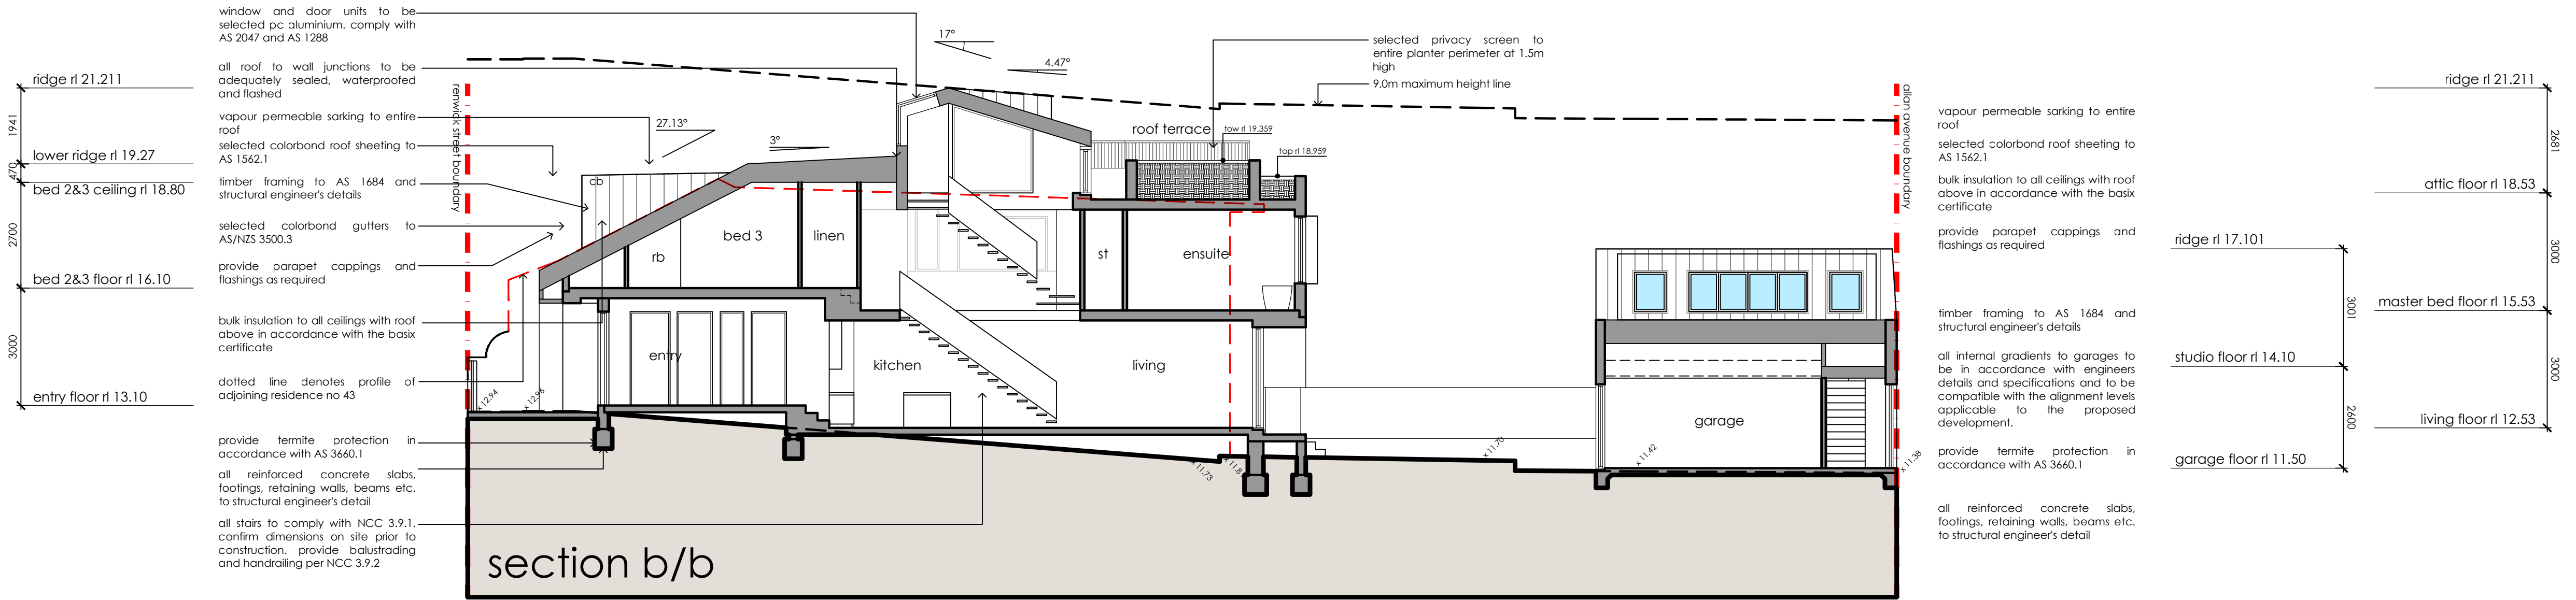 window and door units to be
selected pc aluminium. comply with
AS 2047 and AS 1288
all roof to wall junctions to be
adequately sealed, waterproofed
and flashed
vapour permeable sarking to entire
roof
selected colorbond roof sheeting to
AS 1562.1
timber framing to AS 1684 and
structural engineer's details
selected colorbond gutters to
AS/NZS 3500.3
provide parapet cappings and
flashings as required
bulk insulation to all ceilings with roof
above in accordance with the basix
certificate
dotted line denotes profile of
adjoining residence no 43
provide termite protection in
accordance with AS 3660.1
all reinforced concrete slabs,
footings, retaining walls, beams etc.
to structural engineer's detail
all stairs to comply with NCC 3.9.1.
confirm dimensions on site prior to
construction. provide balustrading
and handrailing per NCC 3.9.2
ridge rl 21.211
1941
lower ridge rl 19.27
470
bed 2&3 ceiling rl 18.80
2700
bed 2&3 floor rl 16.10
3000
entry floor rl 13.10
renwick street boundary
27.13°
3°
17°
4.47°
selected privacy screen to
entire planter perimeter at 1.5m
high
9.0m maximum height line
roof terrace
tow rl 19.359
top rl 18.959
cb
rb
bed 3
linen
st
ensuite
entry
kitchen
living
garage
x 12.94
x 12.96
x 11.73
x 11.8
x 11.70
x 11.42
x 11.38
section b/b
allan avenue boundary
vapour permeable sarking to entire
roof
selected colorbond roof sheeting to
AS 1562.1
bulk insulation to all ceilings with roof
above in accordance with the basix
certificate
provide parapet cappings and
flashings as required
timber framing to AS 1684 and
structural engineer's details
all internal gradients to garages to
be in accordance with engineers
details and specifications and to be
compatible with the alignment levels
applicable to the proposed
development.
provide termite protection in
accordance with AS 3660.1
all reinforced concrete slabs,
footings, retaining walls, beams etc.
to structural engineer's detail
ridge rl 17.101
3001
studio floor rl 14.10
2600
garage floor rl 11.50
ridge rl 21.211
2681
attic floor rl 18.53
3000
master bed floor rl 15.53
3000
living floor rl 12.53